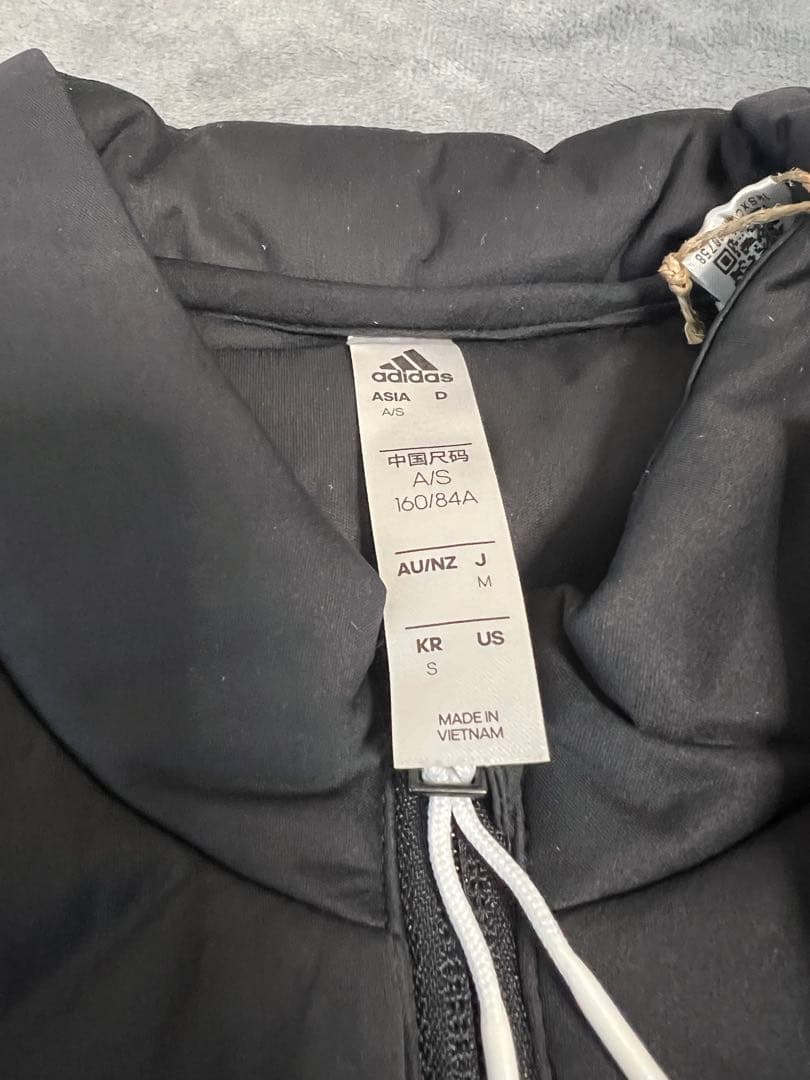 adidas
ASIA D
A/S
中国尺码
A/S
160/84A
AU/NZ J
M
KR US
S
MADE IN
VIETNAM